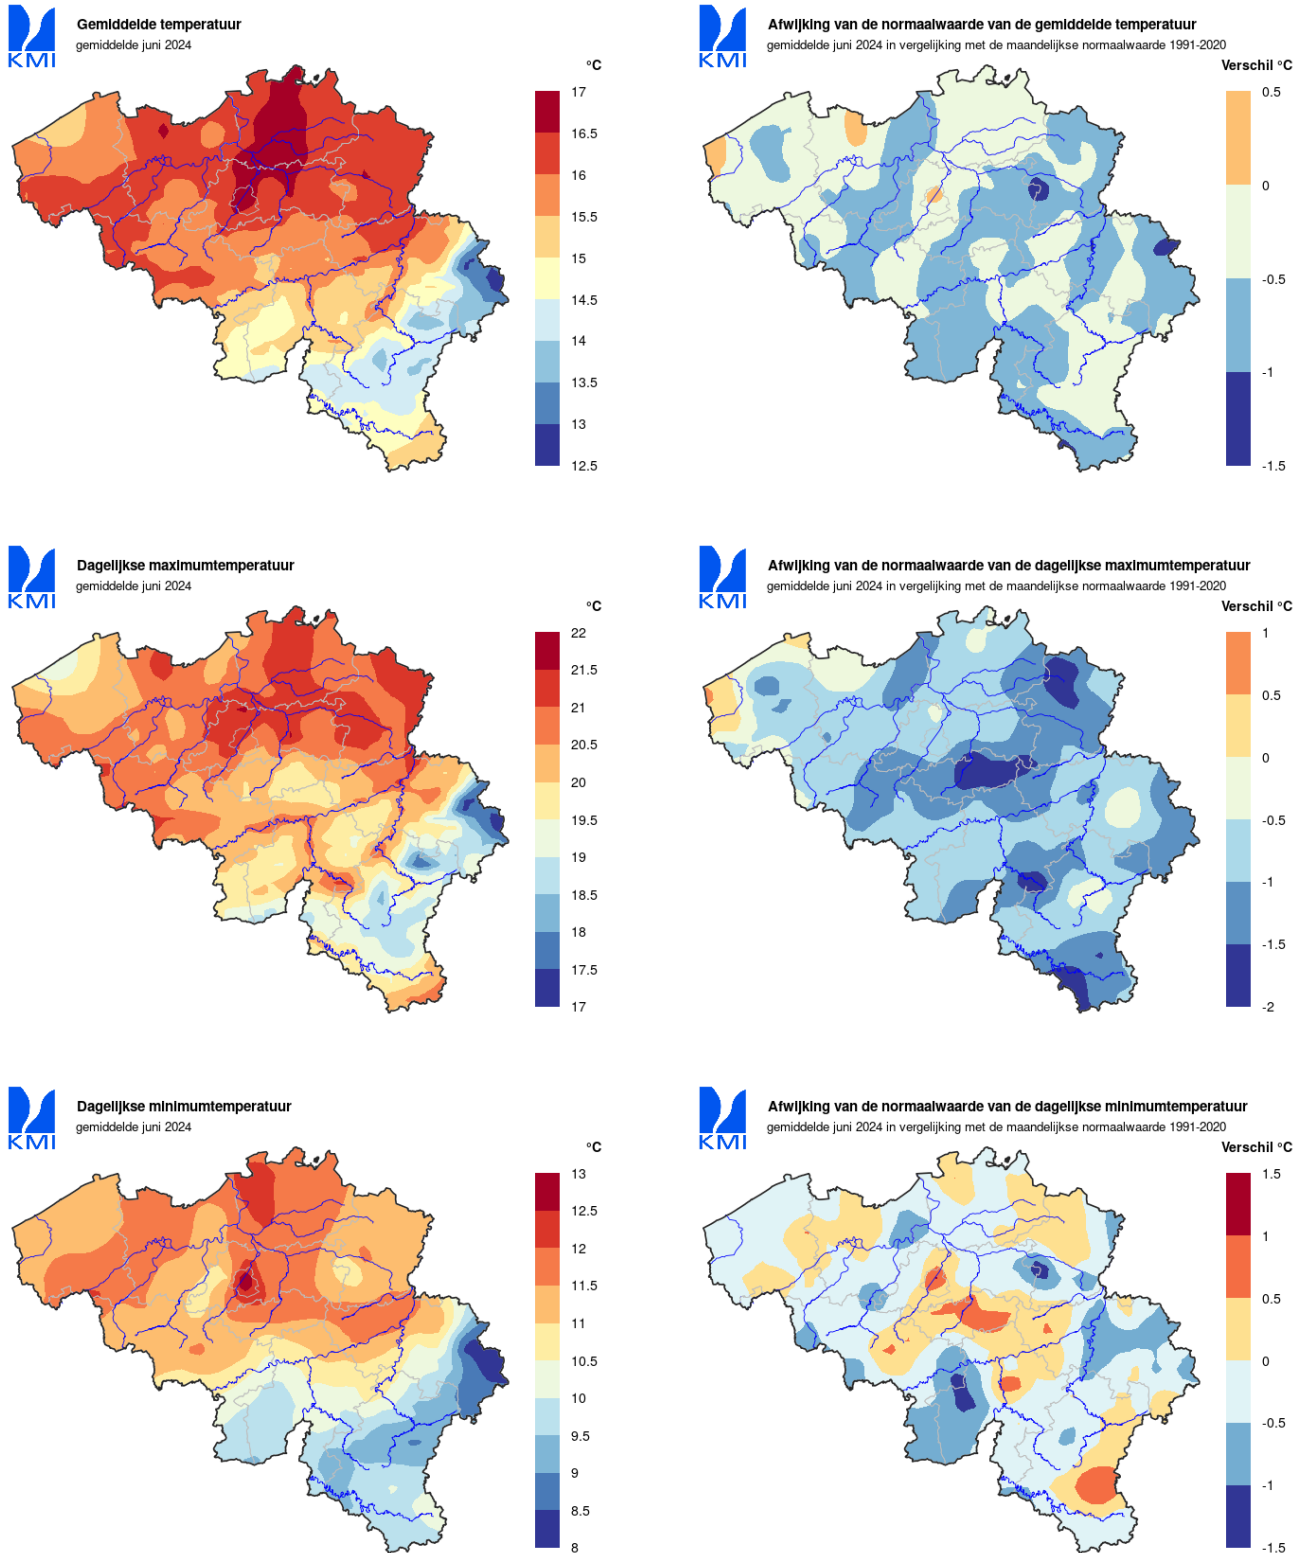 KMI
Gemiddelde temperatuur
gemiddelde juni 2024
°C
17
16.5
16
15.5
15
14.5
14
13.5
13
12.5
KMI
Afwijking van de normaalwaarde van de gemiddelde temperatuur
gemiddelde juni 2024 in vergelijking met de maandelijkse normaalwaarde 1991-2020
Verschil °C
0.5
0
-0.5
-1
-1.5
KMI
Dagelijkse maximumtemperatuur
gemiddelde juni 2024
°C
22
21.5
21
20.5
20
19.5
19
18.5
18
17.5
17
KMI
Afwijking van de normaalwaarde van de dagelijkse maximumtemperatuur
gemiddelde juni 2024 in vergelijking met de maandelijkse normaalwaarde 1991-2020
Verschil °C
1
0.5
0
-0.5
-1
-1.5
-2
KMI
Dagelijkse minimumtemperatuur
gemiddelde juni 2024
°C
13
12.5
12
11.5
11
10.5
10
9.5
9
8.5
8
KMI
Afwijking van de normaalwaarde van de dagelijkse minimumtemperatuur
gemiddelde juni 2024 in vergelijking met de maandelijkse normaalwaarde 1991-2020
Verschil °C
1.5
1
0.5
0
-0.5
-1
-1.5